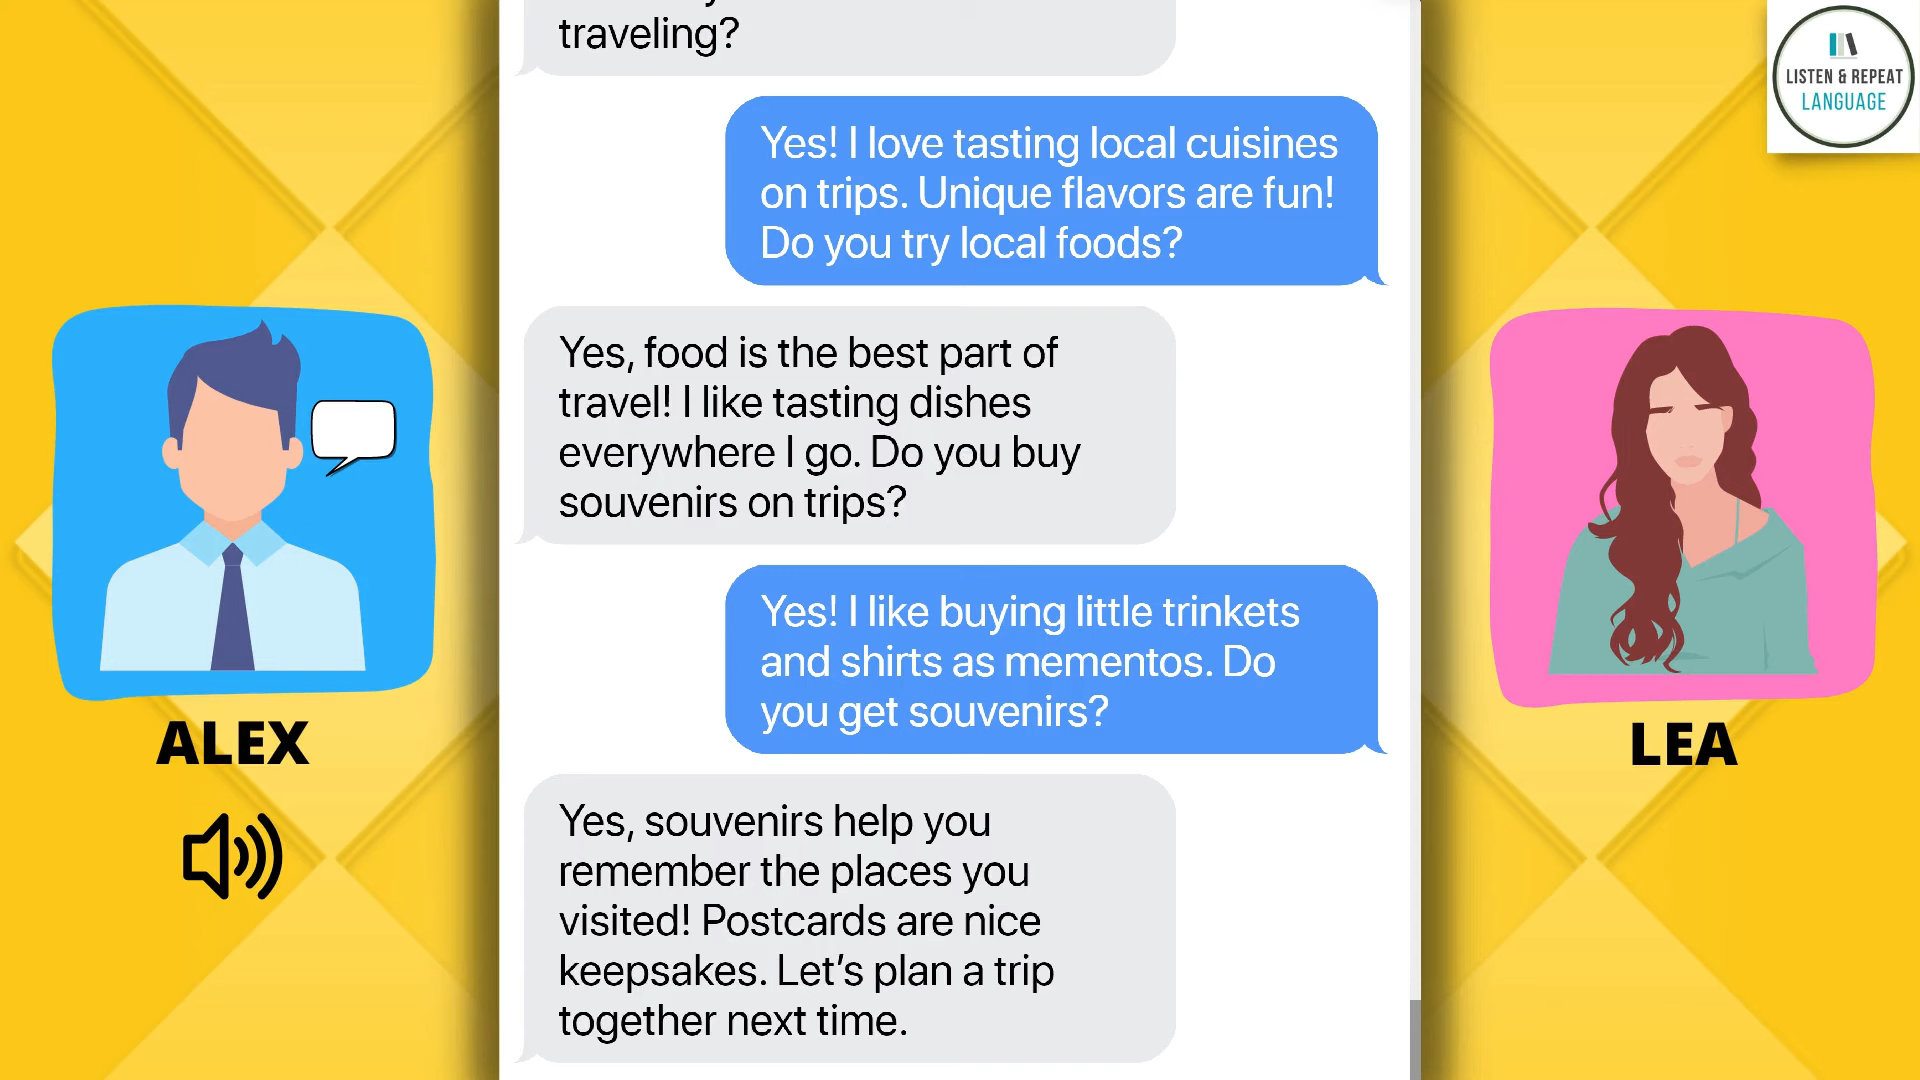 traveling?
Yes! I love tasting local cuisines
on trips. Unique flavors are fun!
Do you try local foods?
Yes, food is the best part of
travel! I like tasting dishes
everywhere I go. Do you buy
souvenirs on trips?
Yes! I like buying little trinkets
and shirts as mementos. Do
you get souvenirs?
Yes, souvenirs help you
remember the places you
visited! Postcards are nice
keepsakes. Let's plan a trip
together next time.
ALEX
LEA
LISTEN & REPEAT
LANGUAGE